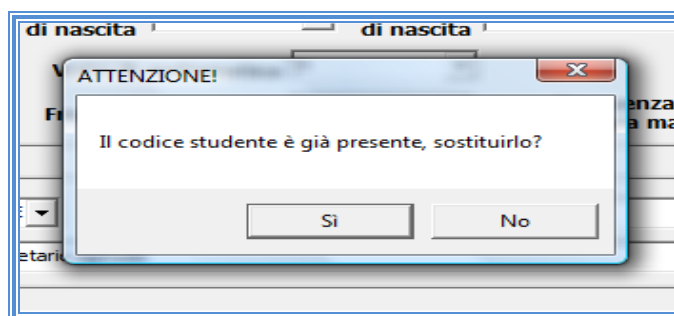 di nascita di nascita
ATTENZIONE!
Il codice studente è già presente, sostituirlo?
Sì No